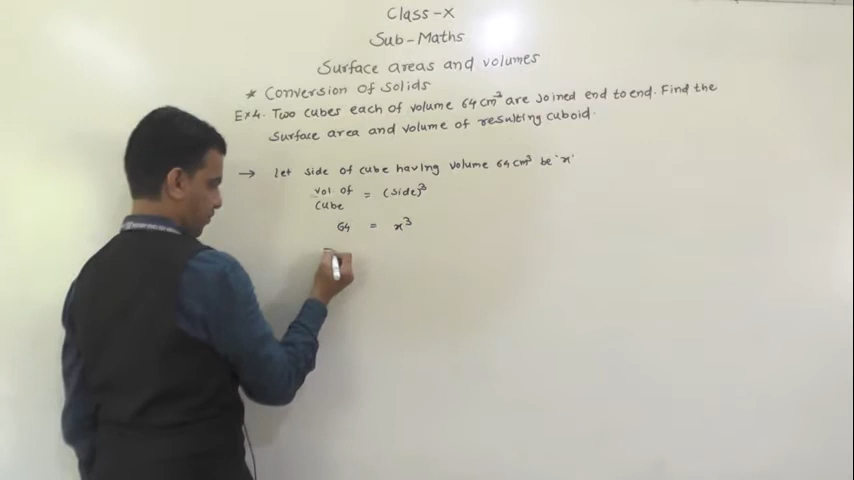 Class-X
Sub-Maths
Surface areas and volumes
* Conversion of Solids
Ex4. Two cubes each of volume 64 cm³ are joined end to end. Find the
surface area and volume of resulting cuboid.
→ let side of cube having volume 64 cm³ be 'x'
vol. of
cube = (side)³
64 = x³